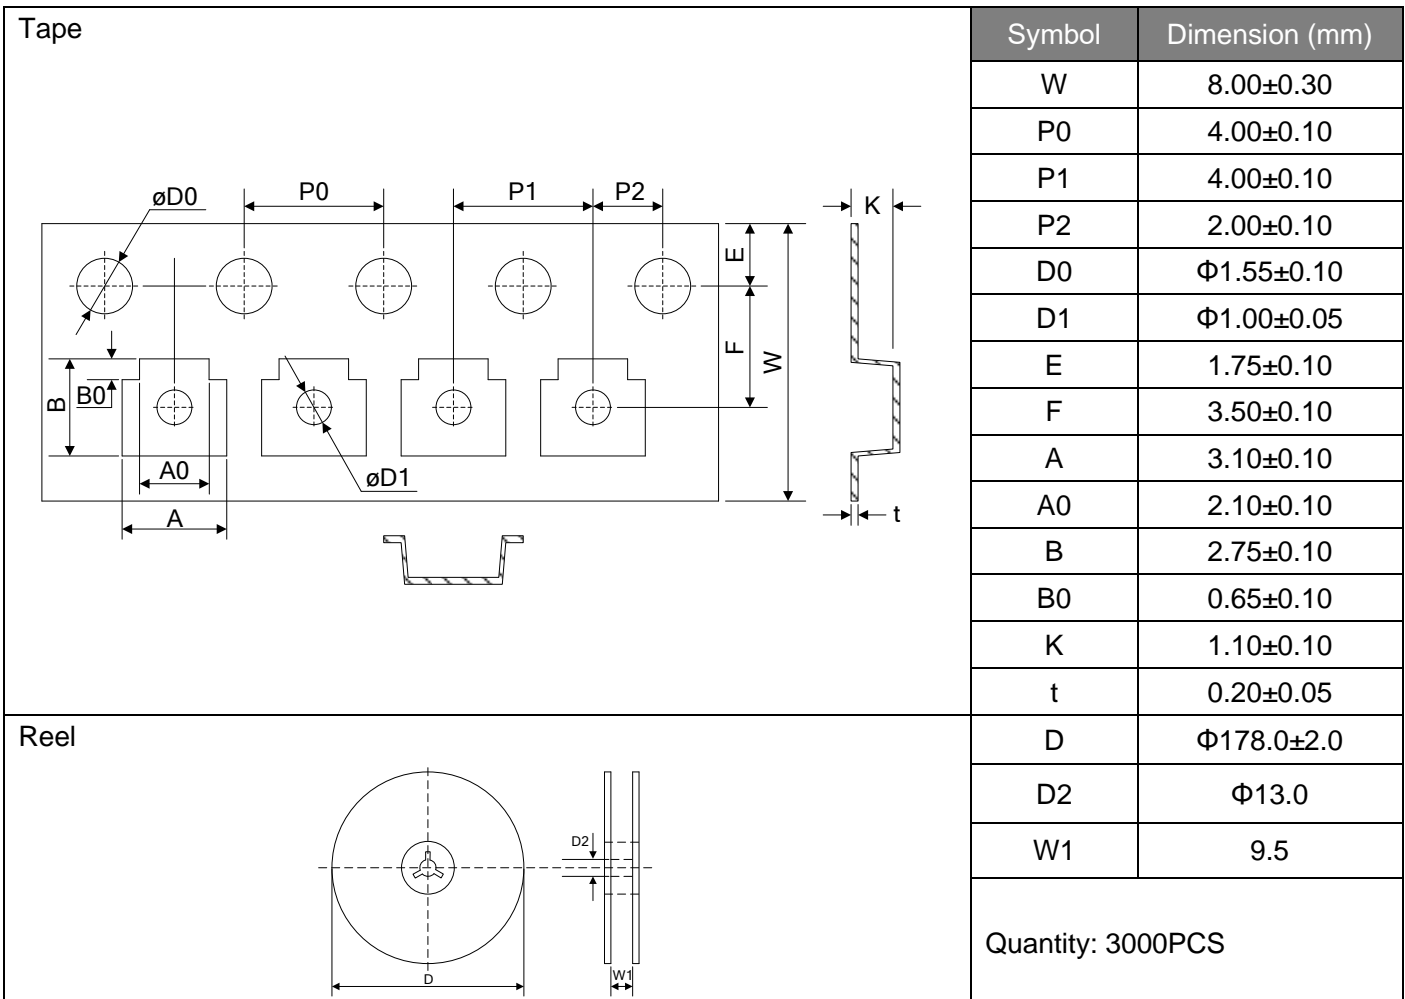 Tape
øD0
P0
P1
P2
K
E
F
W
B
B0
A0
A
øD1
t
Symbol Dimension (mm)
W 8.00±0.30
P0 4.00±0.10
P1 4.00±0.10
P2 2.00±0.10
D0 Φ1.55±0.10
D1 Φ1.00±0.05
E 1.75±0.10
F 3.50±0.10
A 3.10±0.10
A0 2.10±0.10
B 2.75±0.10
B0 0.65±0.10
K 1.10±0.10
t 0.20±0.05
Reel
D2
D
W1
D Φ178.0±2.0
D2 Φ13.0
W1 9.5
Quantity: 3000PCS